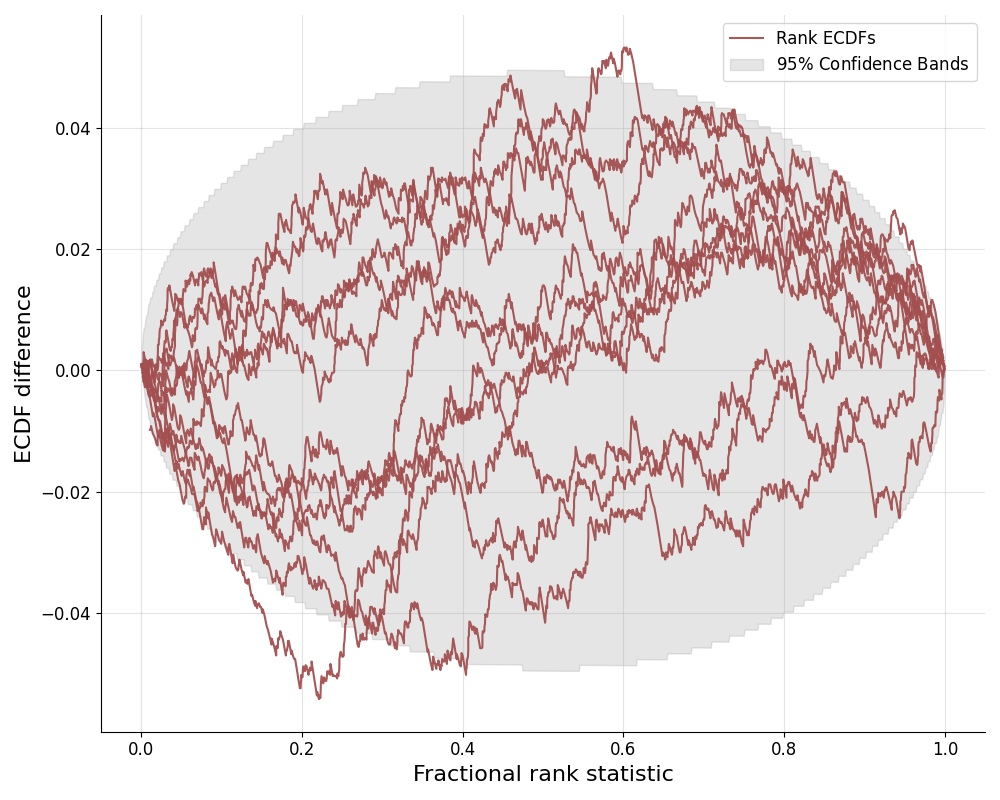 Rank ECDFs
95% Confidence Bands
ECDF difference
0.04
0.02
0.00
−0.02
−0.04
0.0 0.2 0.4 0.6 0.8 1.0
Fractional rank statistic